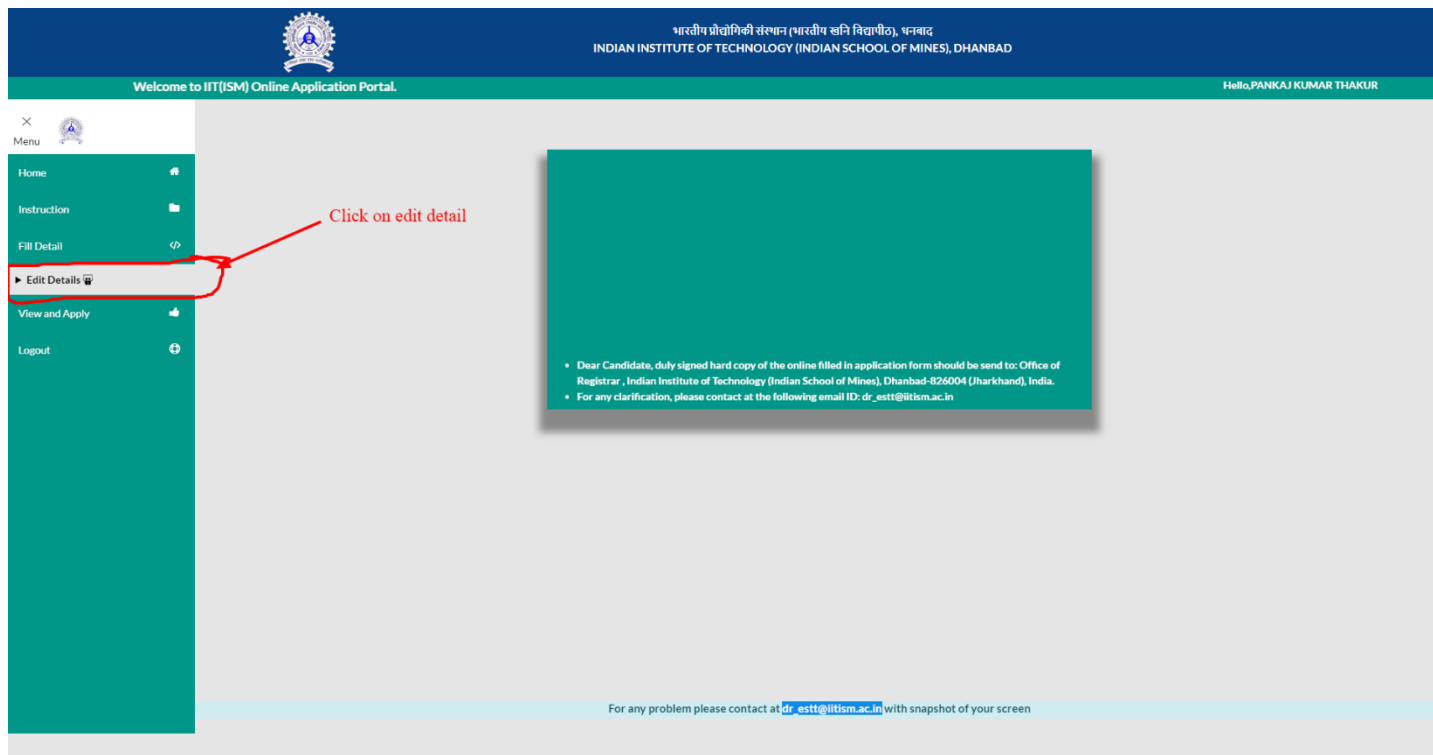 भारतीय प्रौद्योगिकी संस्थान (भारतीय खनि विद्यापीठ), धनबाद
INDIAN INSTITUTE OF TECHNOLOGY (INDIAN SCHOOL OF MINES), DHANBAD
Welcome to IIT(ISM) Online Application Portal.
Hello,PANKAJ KUMAR THAKUR
Menu
Home
Instruction
Click on edit detail
Fill Detail
Edit Details
View and Apply
Logout
• Dear Candidate, duly signed hard copy of the online filled in application form should be send to: Office of
Registrar , Indian Institute of Technology (Indian School of Mines), Dhanbad-826004 (Jharkhand), India.
• For any clarification, please contact at the following email ID: dr_estt@iitism.ac.in
For any problem please contact at dr_estt@iitism.ac.in with snapshot of your screen